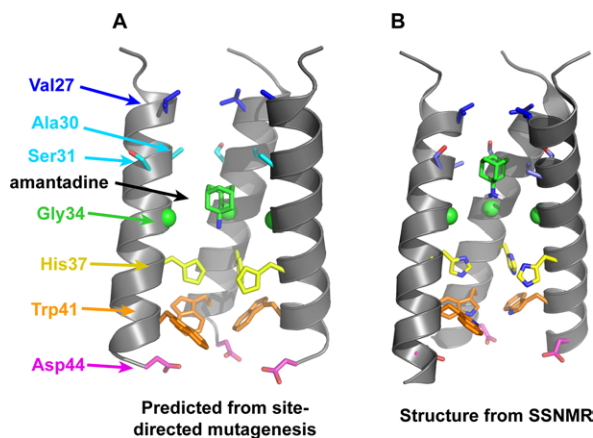 A
B
Val27
Ala30
Ser31
amantadine
Gly34
His37
Trp41
Asp44
Predicted from site-
directed mutagenesis
Structure from SSNMR